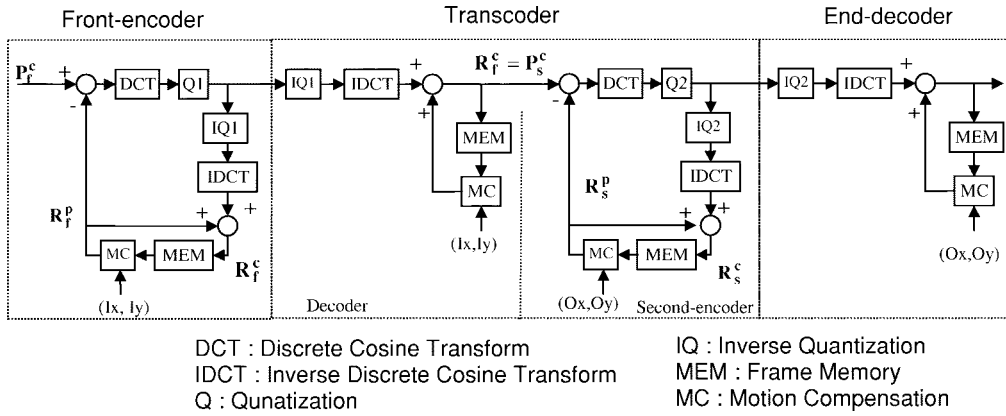 Front-encoder
Transcoder
End-decoder
P_f^c + - DCT Q1 IQ1 IDCT + + R_f^c = P_s^c + - DCT Q2 IQ2 IDCT + +
IQ1 MEM IQ2 MEM
IDCT MC IDCT MC
R_f^p + + (Ix,Iy) R_s^p + + (Ox,Oy)
MC MEM R_f^c MC MEM R_s^c
(Ix, Iy) Decoder (Ox,Oy) Second-encoder
DCT : Discrete Cosine Transform
IDCT : Inverse Discrete Cosine Transform
Q : Qunatization
IQ : Inverse Quantization
MEM : Frame Memory
MC : Motion Compensation